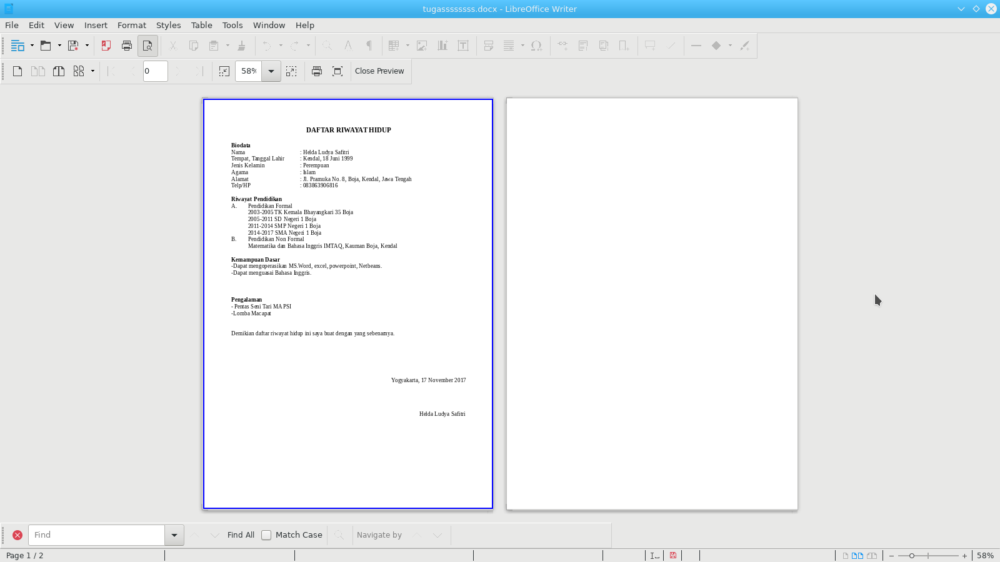 tugassssssss.docx - LibreOffice Writer
File Edit View Insert Format Styles Table Tools Window Help
0 58% Close Preview
DAFTAR RIWAYAT HIDUP
Biodata
Nama : Helda Ludya Safitri
Tempat, Tanggal Lahir : Kendal, 18 Juni 1999
Jenis Kelamin : Perempuan
Agama : Islam
Alamat : Jl. Pramuka No. 8, Boja, Kendal, Jawa Tengah
Telp/HP : 083863906816
Riwayat Pendidikan
A. Pendidikan Formal
2003-2005 TK Kemala Bhayangkari 35 Boja
2005-2011 SD Negeri 1 Boja
2011-2014 SMP Negeri 1 Boja
2014-2017 SMA Negeri 1 Boja
B. Pendidikan Non Formal
Matematika dan Bahasa Inggris IMTAQ, Kauman Boja, Kendal
Kemampuan Dasar
-Dapat mengoperasikan MS.Word, excel, powerpoint, Netbeans.
-Dapat menguasai Bahasa Inggris.
Pengalaman
- Pentas Seni Tari MAPSI
-Lomba Macapat
Demikian daftar riwayat hidup ini saya buat dengan yang sebenarnya.
Yogyakarta, 17 November 2017
Helda Ludya Safitri
Find Find All Match Case Navigate by
Page 1 / 2 58%